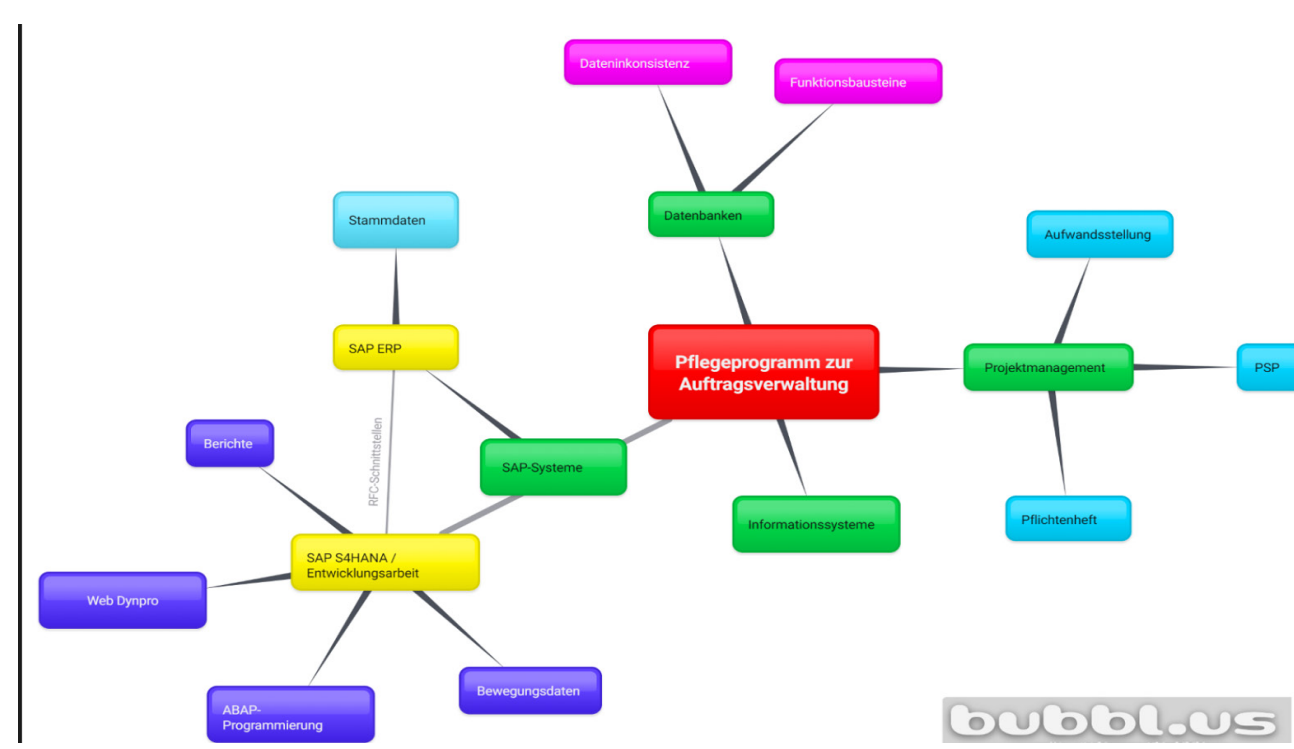 Dateninkonsistenz
Funktionsbausteine
Stammdaten
Datenbanken
Aufwandsstellung
SAP ERP
Pflegeprogramm zur
Auftragsverwaltung
Projektmanagement
PSP
RFC-Schnittstellen
Berichte
SAP-Systeme
Informationssysteme
Pflichtenheft
SAP S4HANA /
Entwicklungsarbeit
Web Dynpro
Bewegungsdaten
ABAP-
Programmierung
bubbl.us